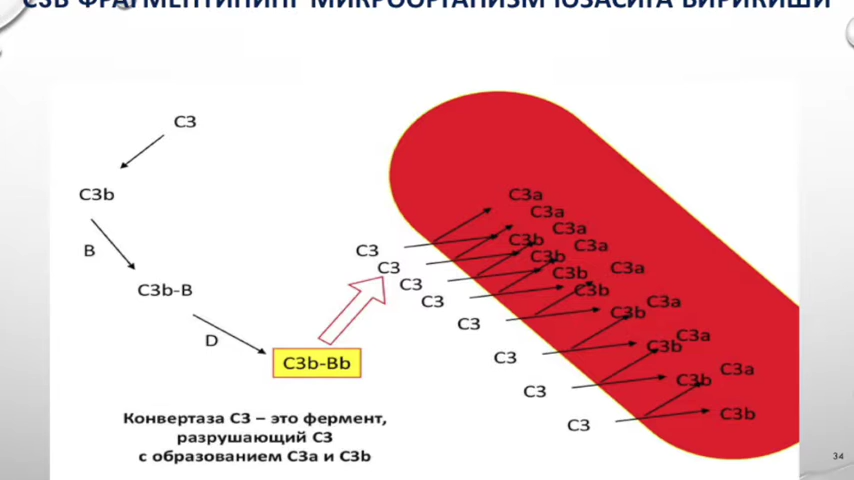 C3B ФРАГМЕНТИНИНГ МИКРООРГАНИЗМ ЮЗАСИГА БИРИКИШИ
C3
C3b
B
C3b-B
D
C3b-Bb
Конвертаза C3 – это фермент,
разрушающий C3
с образованием C3a и C3b
C3
C3
C3
C3
C3
C3
C3
C3
C3a
C3a
C3a
C3a
C3a
C3a
C3a
C3a
C3b
C3b
C3b
C3b
C3b
C3b
C3b
C3b
34